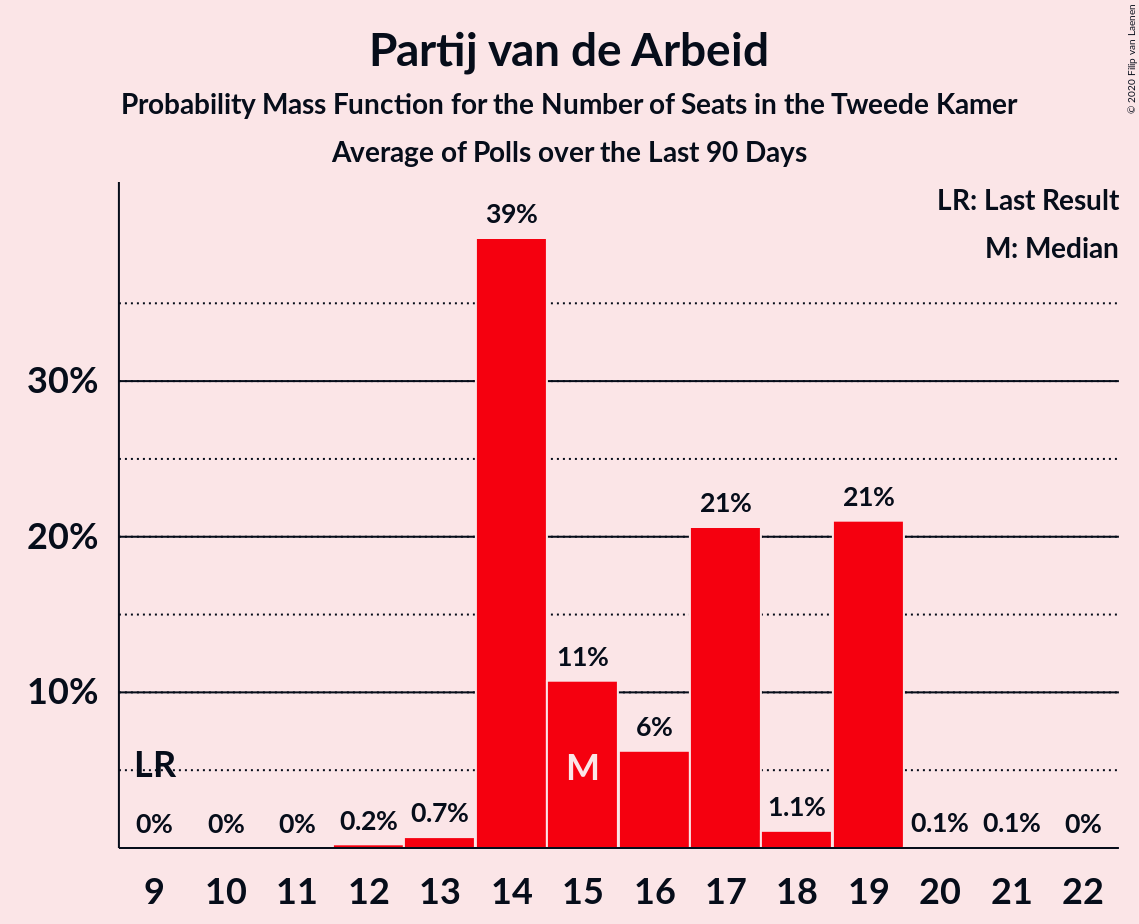 Partij van de Arbeid
Probability Mass Function for the Number of Seats in the Tweede Kamer
Average of Polls over the Last 90 Days
© 2020 Filip van Laenen
LR: Last Result
M: Median
39%
30%
21%
21%
20%
11%
10%
6%
LR
M
0%
0%
0%
0.2%
0.7%
1.1%
0.1%
0.1%
0%
9 10 11 12 13 14 15 16 17 18 19 20 21 22